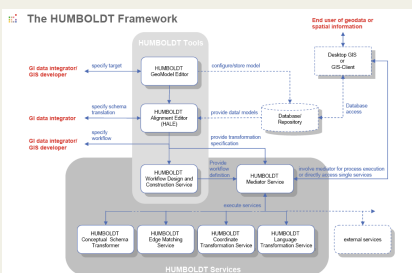 The HUMBOLDT Framework
End user of geodata or
spatial information
HUMBOLDT Tools
GI data integrator/
GIS developer
specify target
HUMBOLDT
GeoModel Editor
configure/store model
Desktop GIS
or
GIS-Client
GI data integrator
specify schema
translation
HUMBOLDT
Alignment Editor
(HALE)
provide datal models
Database/
Repository
Database
access
GI data integrator/
GIS developer
specify
workflow
provide transformation
specification
HUMBOLDT
Workflow Design and
Construction Service
Provide
workflow
definition
HUMBOLDT
Mediator Service
involve mediator for process execution
or directly access single services
execute services
HUMBOLDT
Conceptual Schema
Transformer
HUMBOLDT
Edge Matching
Service
HUMBOLDT
Coordinate
Transformation Service
HUMBOLDT
Language
Transformation Service
external services
HUMBOLDT Services